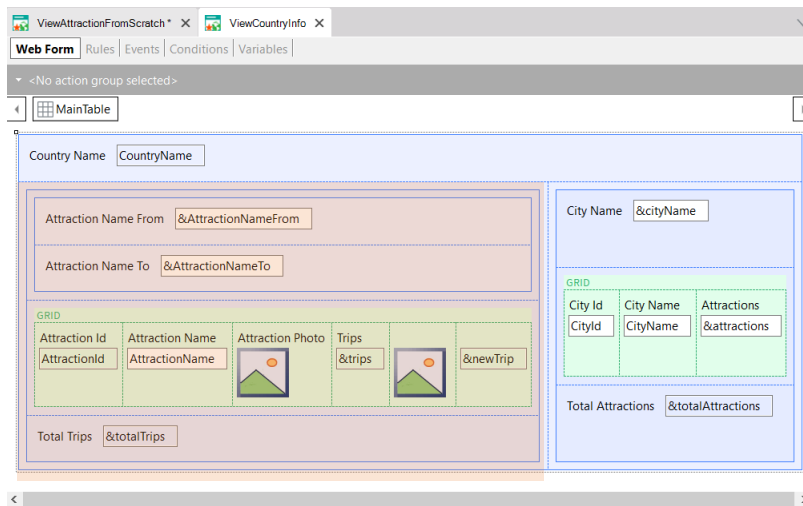 ViewAttractionFromScratch * X ViewCountryInfo X
Web Form Rules Events Conditions Variables
<No action group selected>
MainTable
Country Name CountryName
Attraction Name From &AttractionNameFrom
Attraction Name To &AttractionNameTo
GRID
Attraction Id Attraction Name Attraction Photo Trips
AttractionId AttractionName &trips &newTrip
Total Trips &totalTrips
City Name &cityName
GRID
City Id City Name Attractions
CityId CityName &attractions
Total Attractions &totalAttractions